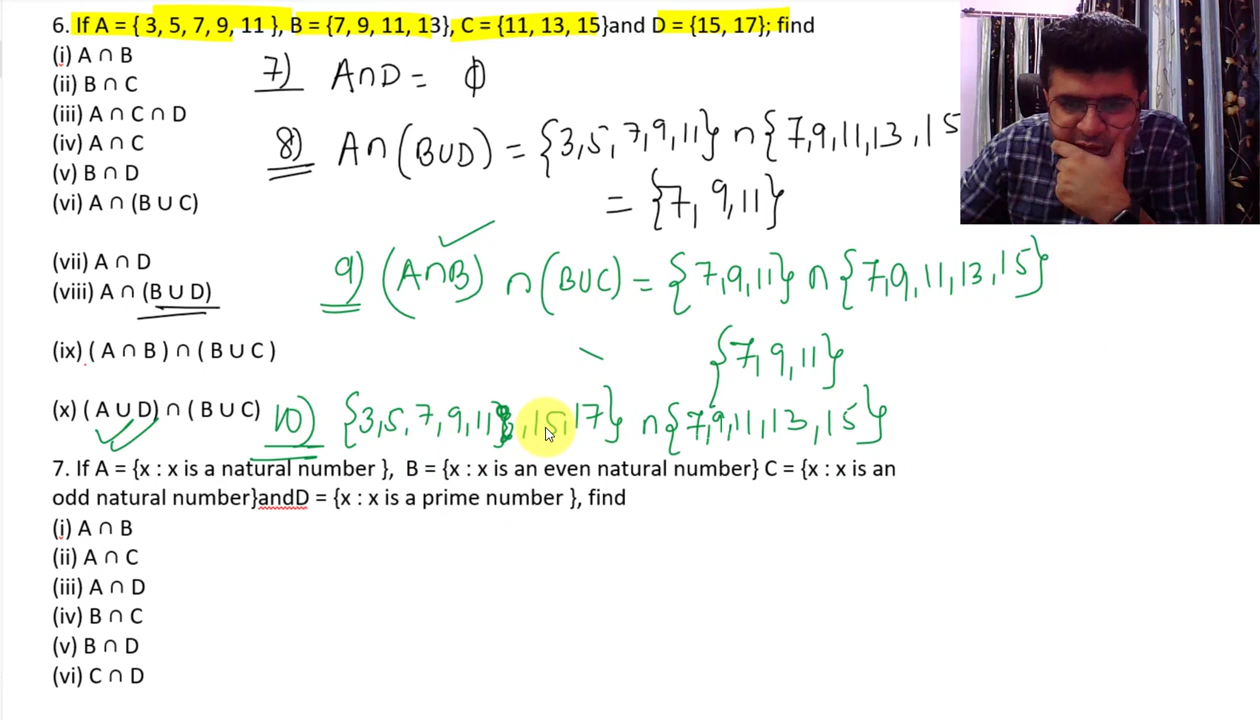 6. If A = { 3, 5, 7, 9, 11 }, B = {7, 9, 11, 13}, C = {11, 13, 15}and D = {15, 17}; find
(i) A ∩ B
7) A∩D = ϕ
(ii) B ∩ C
(iii) A ∩ C ∩ D
(iv) A ∩ C
8) A∩(B∪D) = {3,5,7,9,11} ∩ {7,9,11,13,15
(v) B ∩ D
(vi) A ∩ (B ∪ C)
= {7, 9, 11}
(vii) A ∩ D
9) (A∩B) ∩ (B∪C) = {7,9,11} ∩ {7,9,11,13,15}
(viii) A ∩ (B ∪ D)
(ix) ( A ∩ B ) ∩ ( B ∪ C )
{7,9,11}
(x) ( A ∪ D) ∩ ( B ∪ C)
10) {3,5,7,9,11,15,17} ∩ {7,9,11,13,15}
7. If A = {x : x is a natural number }, B = {x : x is an even natural number} C = {x : x is an
odd natural number}andD = {x : x is a prime number }, find
(i) A ∩ B
(ii) A ∩ C
(iii) A ∩ D
(iv) B ∩ C
(v) B ∩ D
(vi) C ∩ D